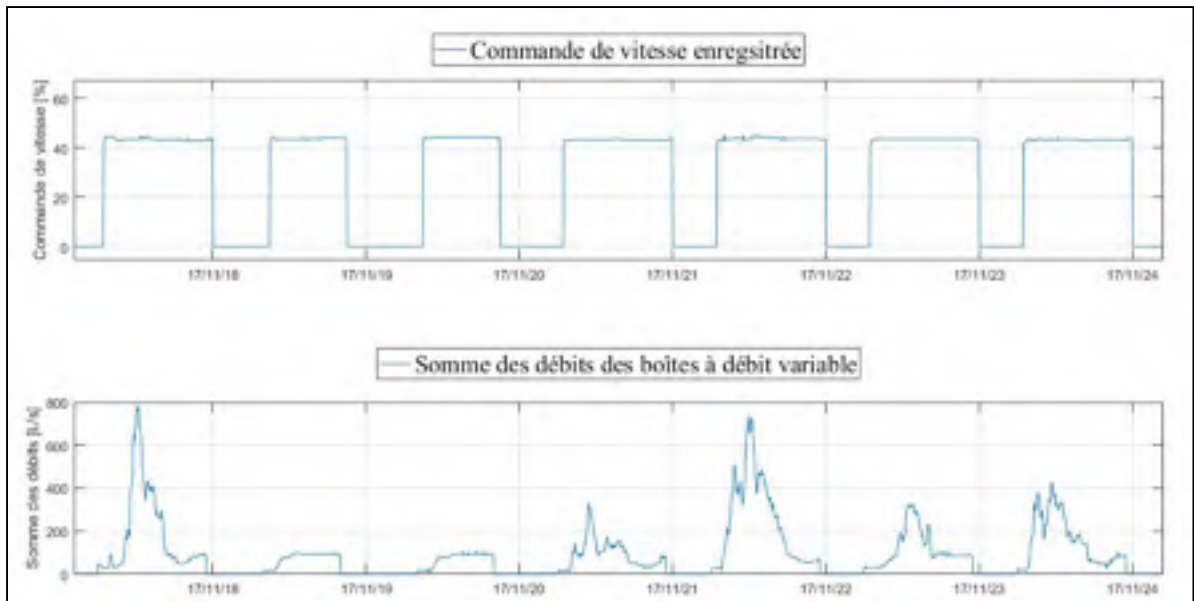 Commande de vitesse enregsitrée
Commande de vitesse [%]
60
40
20
0
17/11/18 17/11/19 17/11/20 17/11/21 17/11/22 17/11/23 17/11/24
Somme des débits des boîtes à débit variable
Somme des débits [L/s]
800
600
400
200
0
17/11/18 17/11/19 17/11/20 17/11/21 17/11/22 17/11/23 17/11/24